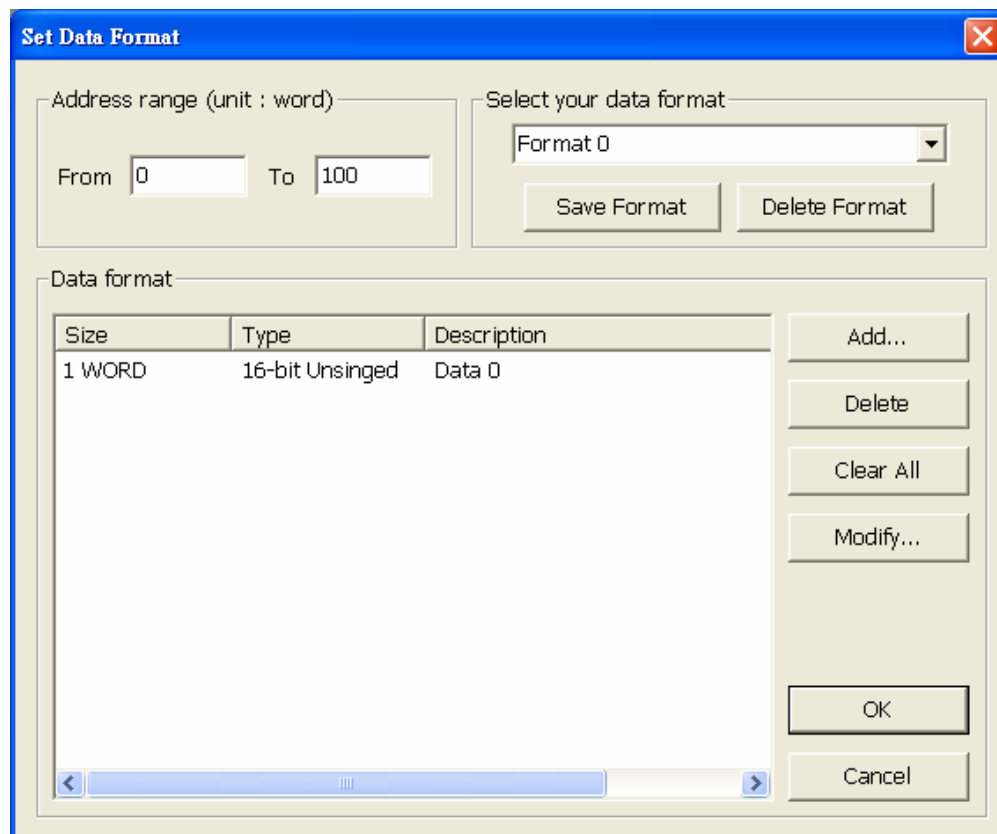 Set Data Format
Address range (unit : word)
From 0 To 100
Select your data format
Format 0
Save Format Delete Format
Data format
Size Type Description
1 WORD 16-bit Unsinged Data 0
Add...
Delete
Clear All
Modify...
OK
Cancel